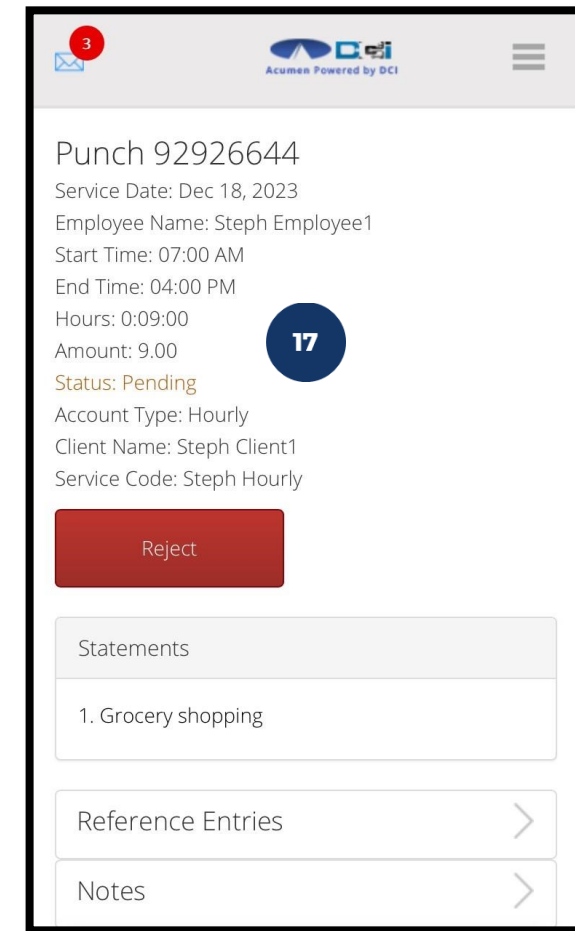 3
DCI
Acumen Powered by DCI
Punch 92926644
Service Date: Dec 18, 2023
Employee Name: Steph Employee1
Start Time: 07:00 AM
End Time: 04:00 PM
Hours: 0:09:00
Amount: 9.00
17
Status: Pending
Account Type: Hourly
Client Name: Steph Client1
Service Code: Steph Hourly
Reject
Statements
1. Grocery shopping
Reference Entries
Notes